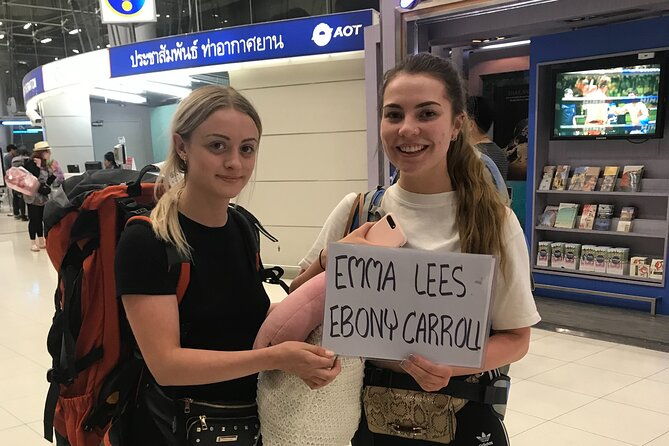 ประชาสัมพันธ์ ท่าอากาศยาน
AOT
EMMA LEES
EBONY CARROLL
adidas